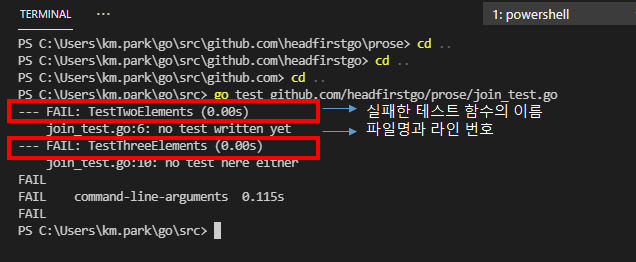 TERMINAL
1: powershell
PS C:\Users\km.park\go\src\github.com\headfirstgo\prose> cd ..
PS C:\Users\km.park\go\src\github.com\headfirstgo> cd ..
PS C:\Users\km.park\go\src\github.com> cd ..
PS C:\Users\km.park\go\src> go test github.com/headfirstgo/prose/join_test.go
--- FAIL: TestTwoElements (0.00s) 실패한 테스트 함수의 이름
join_test.go:6: no test written yet 파일명과 라인 번호
--- FAIL: TestThreeElements (0.00s)
join_test.go:10: no test here either
FAIL
FAIL command-line-arguments 0.115s
FAIL
PS C:\Users\km.park\go\src>